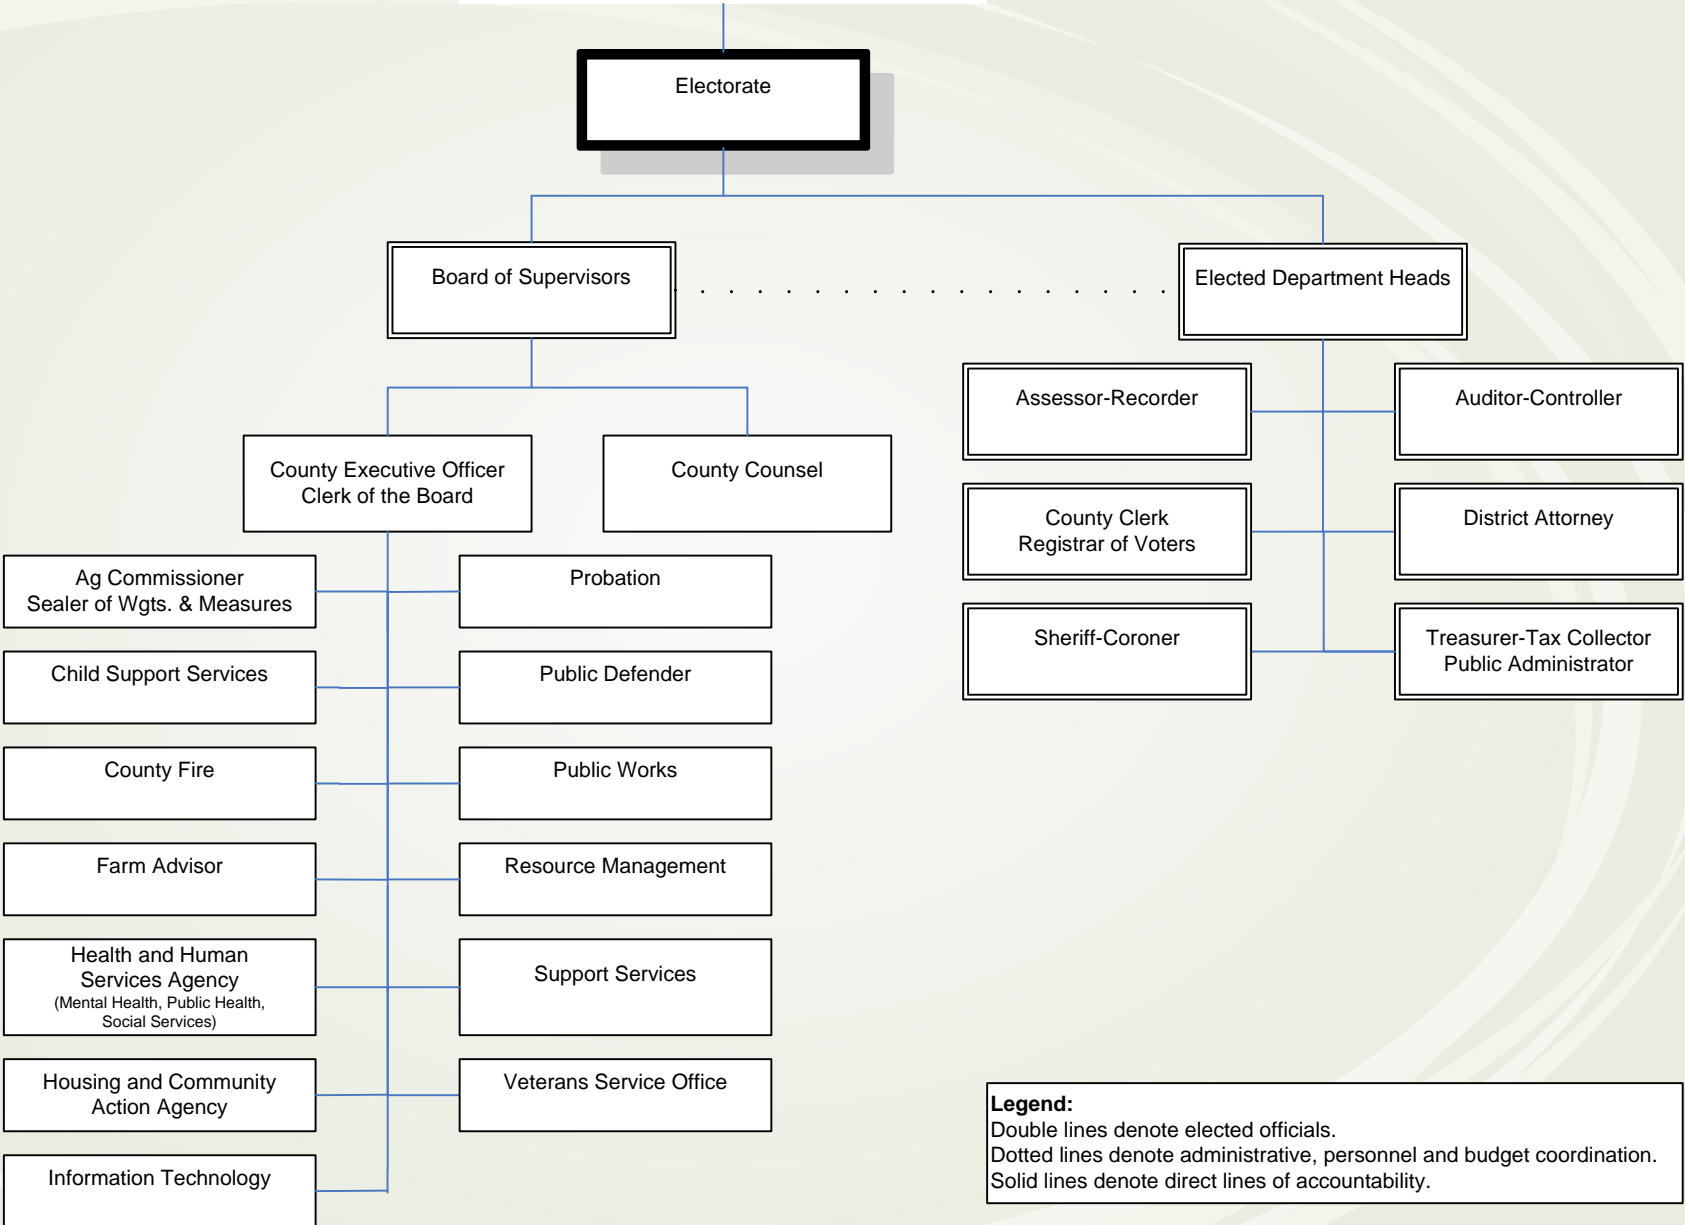 Electorate
Board of Supervisors
Elected Department Heads
Assessor-Recorder
Auditor-Controller
County Executive Officer
Clerk of the Board
County Counsel
County Clerk
Registrar of Voters
District Attorney
Ag Commissioner
Sealer of Wgts. & Measures
Probation
Sheriff-Coroner
Treasurer-Tax Collector
Public Administrator
Child Support Services
Public Defender
County Fire
Public Works
Farm Advisor
Resource Management
Health and Human
Services Agency
(Mental Health, Public Health,
Social Services)
Support Services
Housing and Community
Action Agency
Veterans Service Office
Information Technology
Legend:
Double lines denote elected officials.
Dotted lines denote administrative, personnel and budget coordination.
Solid lines denote direct lines of accountability.